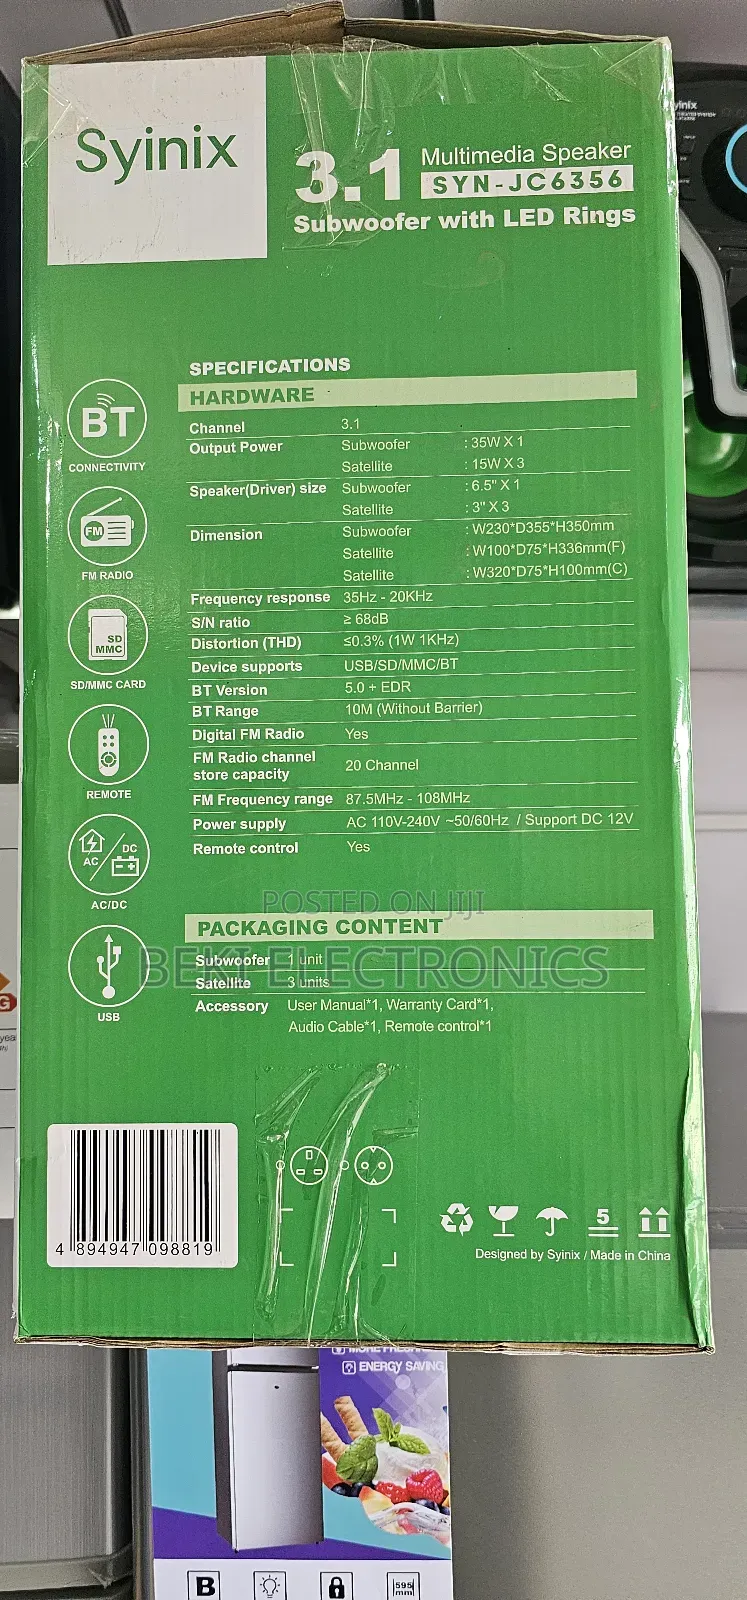 Syinix
3.1 Multimedia Speaker
SYN-JC6356
Subwoofer with LED Rings
SPECIFICATIONS
HARDWARE
Channel 3.1
Output Power Subwoofer : 35W X 1
Satellite : 15W X 3
Speaker(Driver) size Subwoofer : 6.5" X 1
Satellite : 3" X 3
Dimension Subwoofer : W230*D355*H350mm
Satellite : W100*D75*H336mm(F)
Satellite : W320*D75*H100mm(C)
Frequency response 35Hz - 20KHz
S/N ratio ≥ 68dB
Distortion (THD) ≤0.3% (1W 1KHz)
Device supports USB/SD/MMC/BT
BT Version 5.0 + EDR
BT Range 10M (Without Barrier)
Digital FM Radio Yes
FM Radio channel
store capacity 20 Channel
FM Frequency range 87.5MHz - 108MHz
Power supply AC 110V-240V ~50/60Hz / Support DC 12V
Remote control Yes
BT
CONNECTIVITY
FM
FM RADIO
SD
MMC
SD/MMC CARD
REMOTE
AC DC
AC/DC
USB
POSTED ON JIJI
BEKI ELECTRONICS
PACKAGING CONTENT
Subwoofer 1 unit
Satellite 3 units
Accessory User Manual*1, Warranty Card*1,
Audio Cable*1, Remote control*1
4 894947 098819
5
Designed by Syinix / Made in China
ENERGY SAVING
B
595
mm